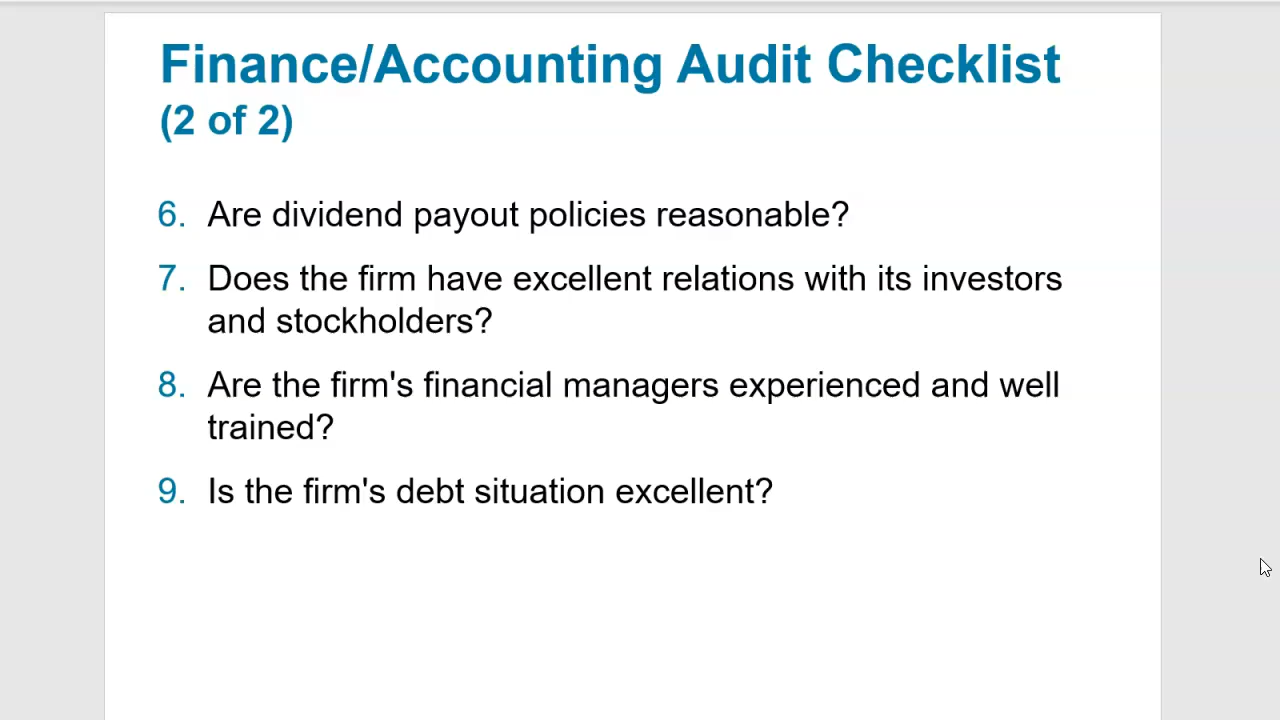 Finance/Accounting Audit Checklist
(2 of 2)
6. Are dividend payout policies reasonable?
7. Does the firm have excellent relations with its investors
and stockholders?
8. Are the firm's financial managers experienced and well
trained?
9. Is the firm's debt situation excellent?